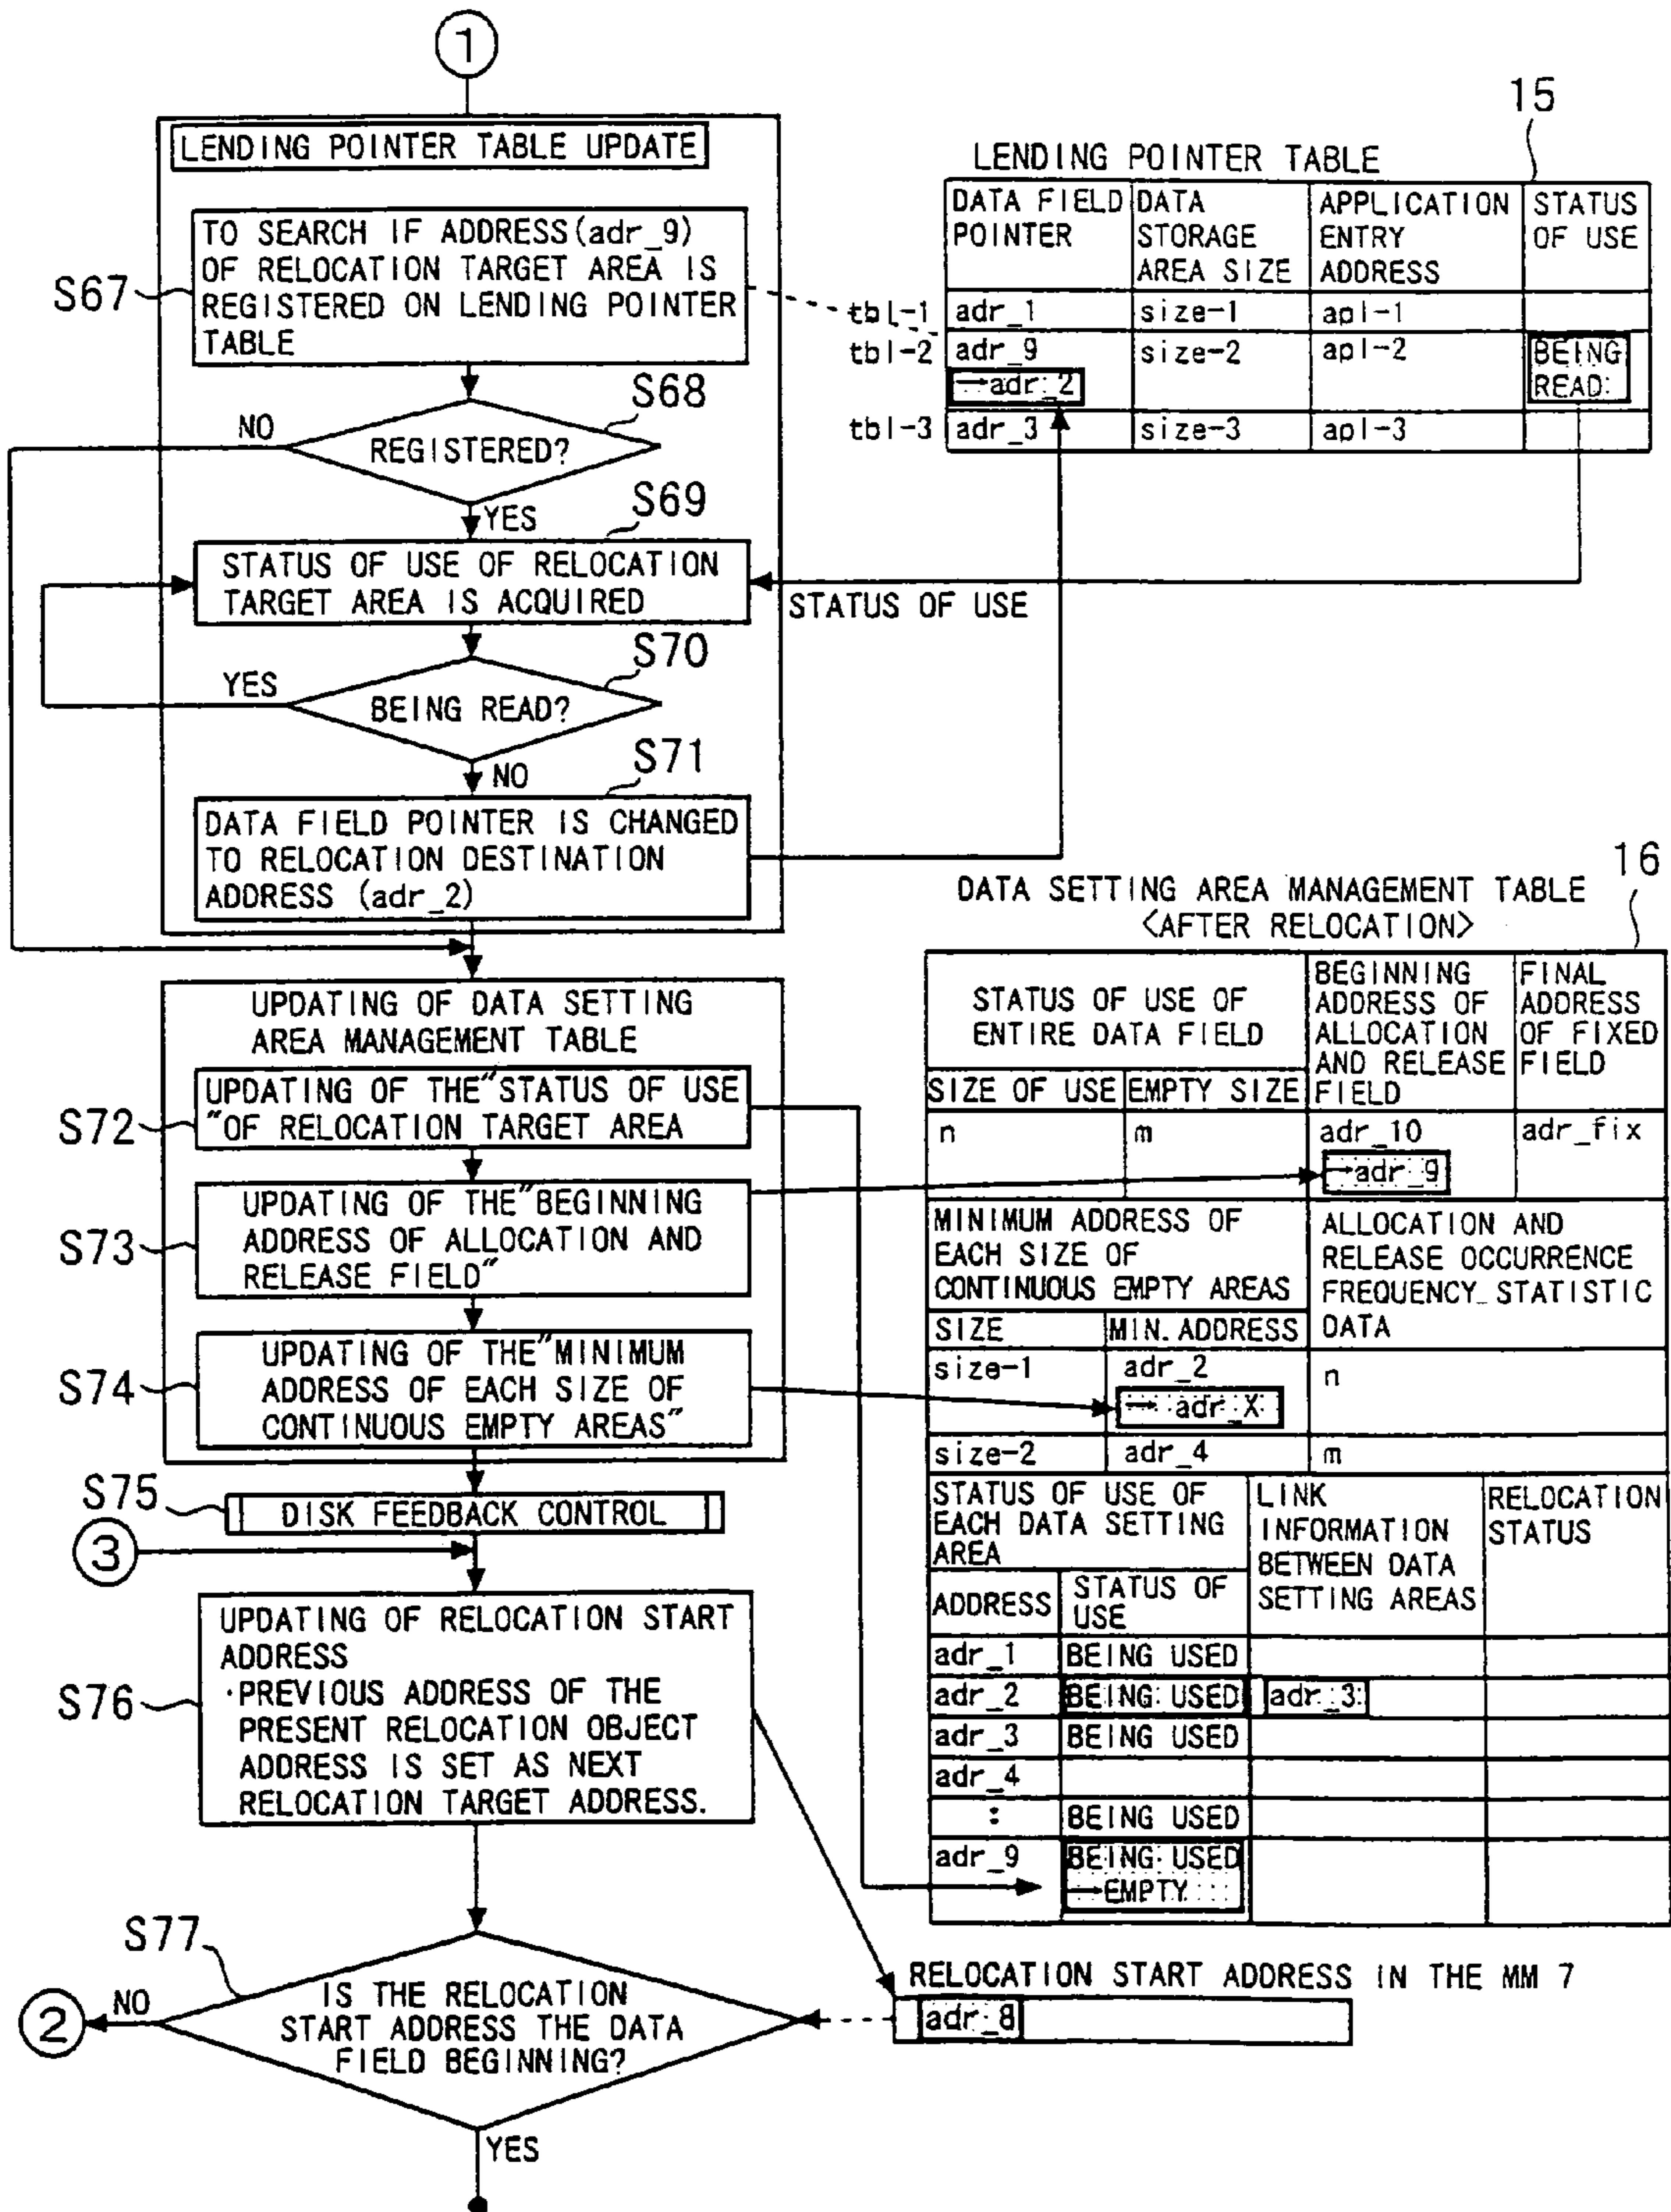 1
LENDING POINTER TABLE UPDATE
S67
TO SEARCH IF ADDRESS(adr_9)
OF RELOCATION TARGET AREA IS
REGISTERED ON LENDING POINTER
TABLE
S68
NO
REGISTERED?
YES
S69
STATUS OF USE OF RELOCATION
TARGET AREA IS ACQUIRED
STATUS OF USE
S70
YES
BEING READ?
NO
S71
DATA FIELD POINTER IS CHANGED
TO RELOCATION DESTINATION
ADDRESS (adr_2)
15
LENDING POINTER TABLE
DATA FIELD POINTER
DATA STORAGE AREA SIZE
APPLICATION ENTRY ADDRESS
STATUS OF USE
tbl-1 adr_1 size-1 apl-1
tbl-2 adr_9 size-2 apl-2 BEING READ
→adr_2
tbl-3 adr_3 size-3 apl-3
UPDATING OF DATA SETTING
AREA MANAGEMENT TABLE
S72
UPDATING OF THE"STATUS OF USE
"OF RELOCATION TARGET AREA
S73
UPDATING OF THE"BEGINNING
ADDRESS OF ALLOCATION AND
RELEASE FIELD"
S74
UPDATING OF THE"MINIMUM
ADDRESS OF EACH SIZE OF
CONTINUOUS EMPTY AREAS"
S75
DISK FEEDBACK CONTROL
3
S76
UPDATING OF RELOCATION START
ADDRESS
·PREVIOUS ADDRESS OF THE
PRESENT RELOCATION OBJECT
ADDRESS IS SET AS NEXT
RELOCATION TARGET ADDRESS.
S77
IS THE RELOCATION
START ADDRESS THE DATA
FIELD BEGINNING?
NO
2
YES
16
DATA SETTING AREA MANAGEMENT TABLE
<AFTER RELOCATION>
STATUS OF USE OF
ENTIRE DATA FIELD
BEGINNING
ADDRESS OF
ALLOCATION
AND RELEASE
FIELD
FINAL
ADDRESS
OF FIXED
FIELD
SIZE OF USE EMPTY SIZE
n m adr_10 adr_fix
→adr_9
MINIMUM ADDRESS OF
EACH SIZE OF
CONTINUOUS EMPTY AREAS
ALLOCATION AND
RELEASE OCCURRENCE
FREQUENCY_STATISTIC
DATA
SIZE MIN. ADDRESS
size-1 adr_2 n
→ adr_X
size-2 adr_4 m
STATUS OF USE OF
EACH DATA SETTING
AREA
LINK
INFORMATION
BETWEEN DATA
SETTING AREAS
RELOCATION
STATUS
ADDRESS
STATUS OF
USE
adr_1 BEING USED
adr_2 BEING USED adr_3
adr_3 BEING USED
adr_4
: BEING USED
adr_9 BEING USED
→EMPTY
RELOCATION START ADDRESS IN THE MM 7
adr_8